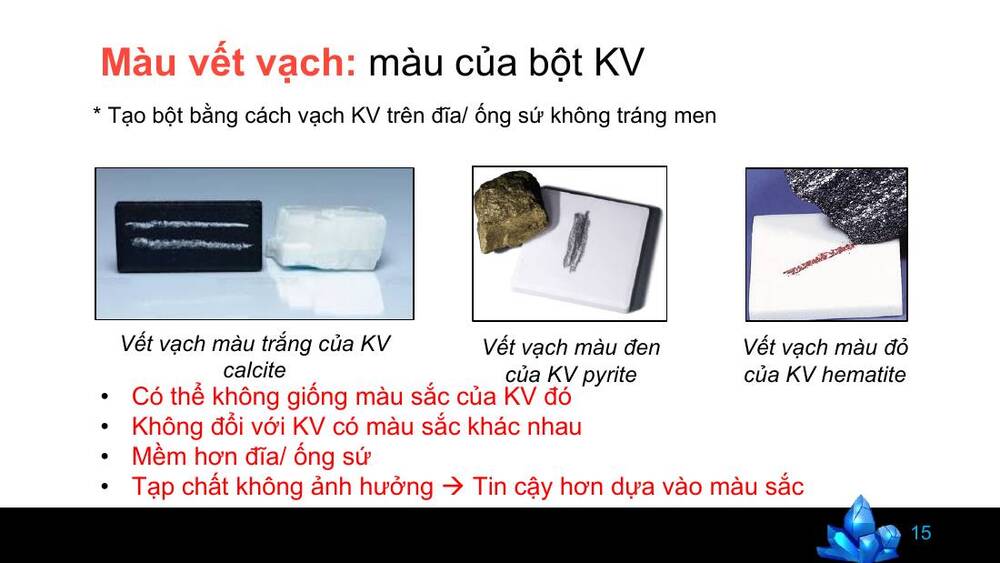 Màu vết vạch: màu của bột KV
* Tạo bột bằng cách vạch KV trên đĩa/ ống sứ không tráng men
Vết vạch màu trắng của KV
calcite
Vết vạch màu đen
của KV pyrite
Vết vạch màu đỏ
của KV hematite
• Có thể không giống màu sắc của KV đó
• Không đổi với KV có màu sắc khác nhau
• Mềm hơn đĩa/ ống sứ
• Tạp chất không ảnh hưởng → Tin cậy hơn dựa vào màu sắc
15